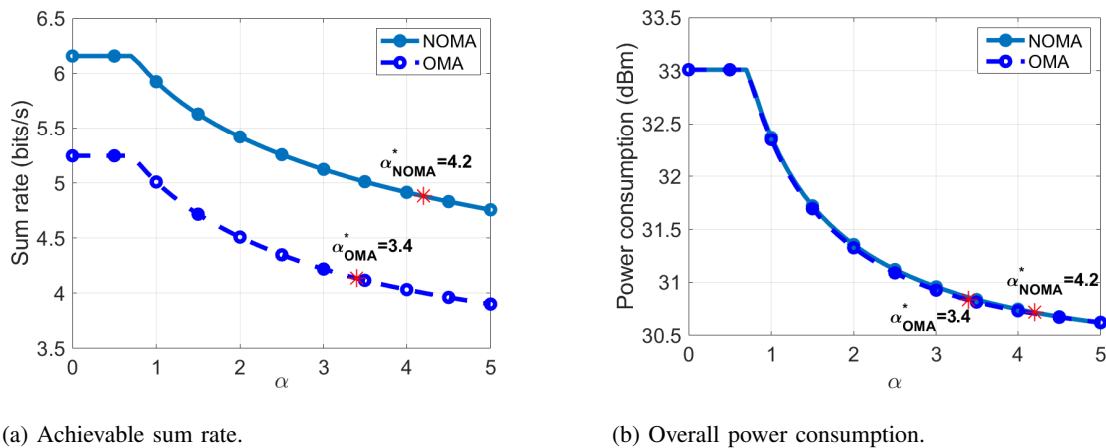 6.5
6
5.5
5
4.5
4
3.5
Sum rate (bits/s)
NOMA
OMA
α*NOMA=4.2
α*OMA=3.4
0 1 2 3 4 5
α
(a) Achievable sum rate.
33.5
33
32.5
32
31.5
31
30.5
Power consumption (dBm)
NOMA
OMA
α*NOMA=4.2
α*OMA=3.4
0 1 2 3 4 5
α
(b) Overall power consumption.